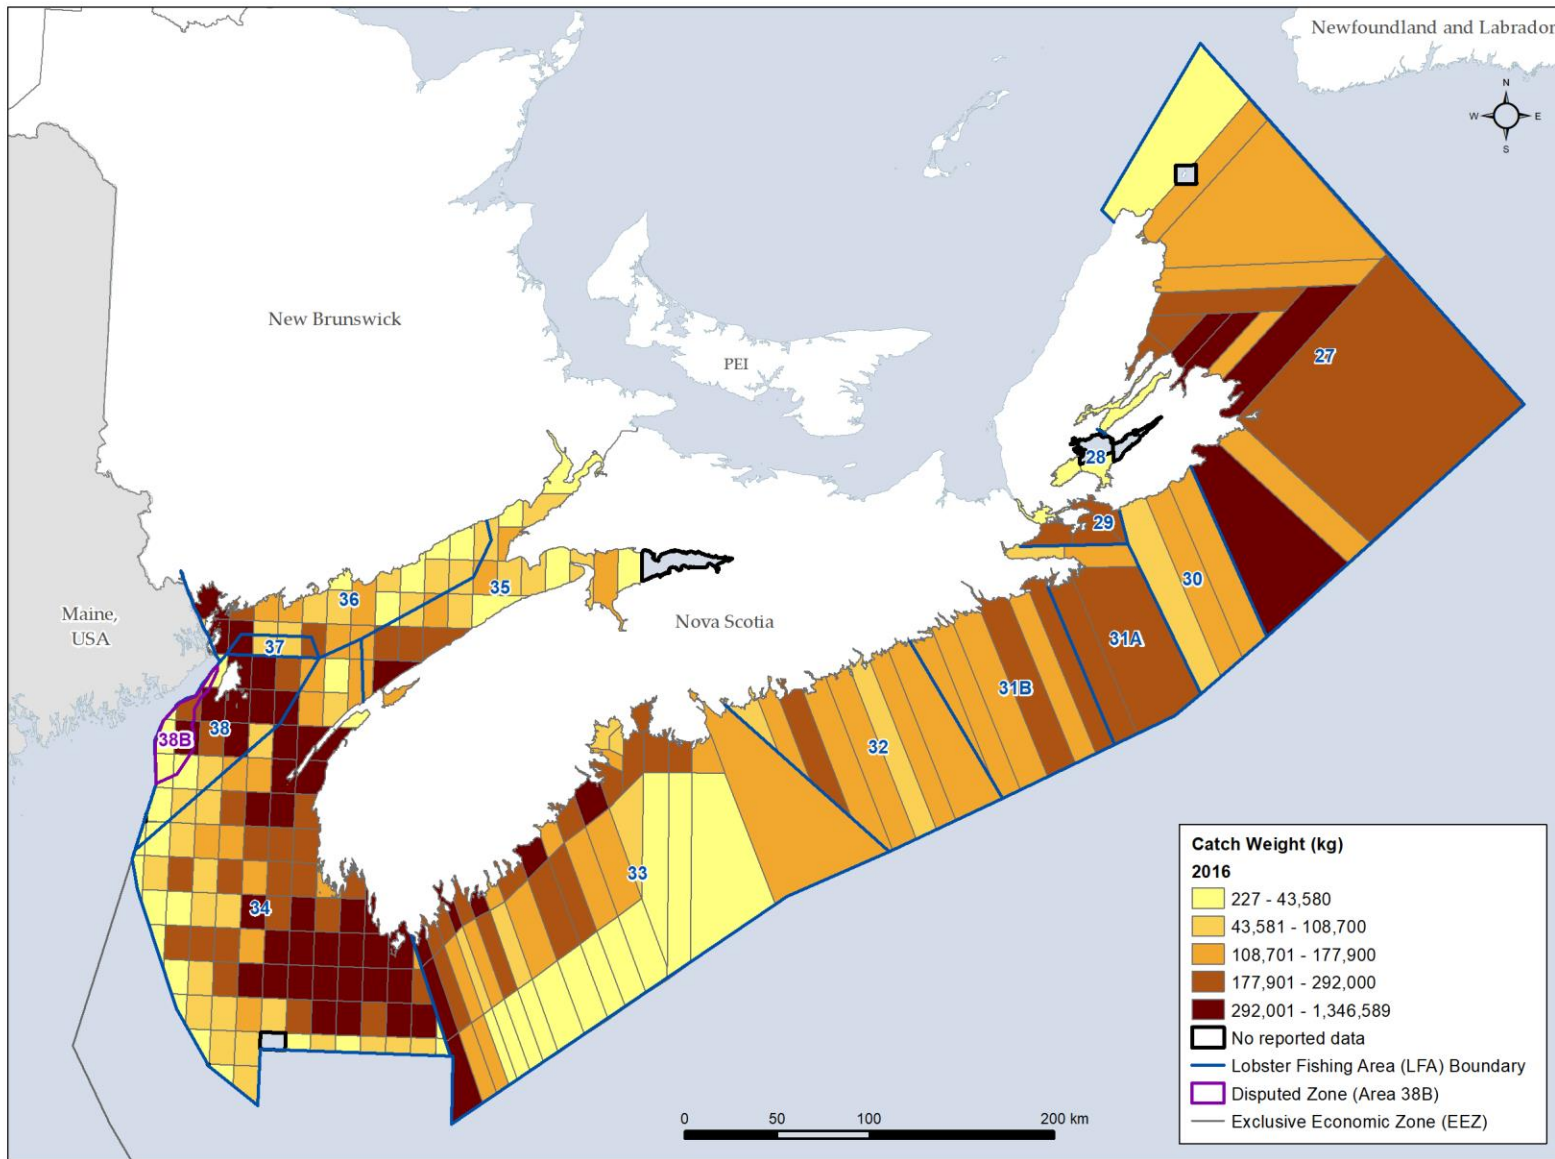 Newfoundland and Labrador
N
W E
S
New Brunswick
PEI
27
28
29
30
35
36
Maine,
USA
Nova Scotia
37
31A
31B
38
38B
32
33
34
Catch Weight (kg)
2016
227 - 43,580
43,581 - 108,700
108,701 - 177,900
177,901 - 292,000
292,001 - 1,346,589
No reported data
Lobster Fishing Area (LFA) Boundary
Disputed Zone (Area 38B)
Exclusive Economic Zone (EEZ)
0 50 100 200 km